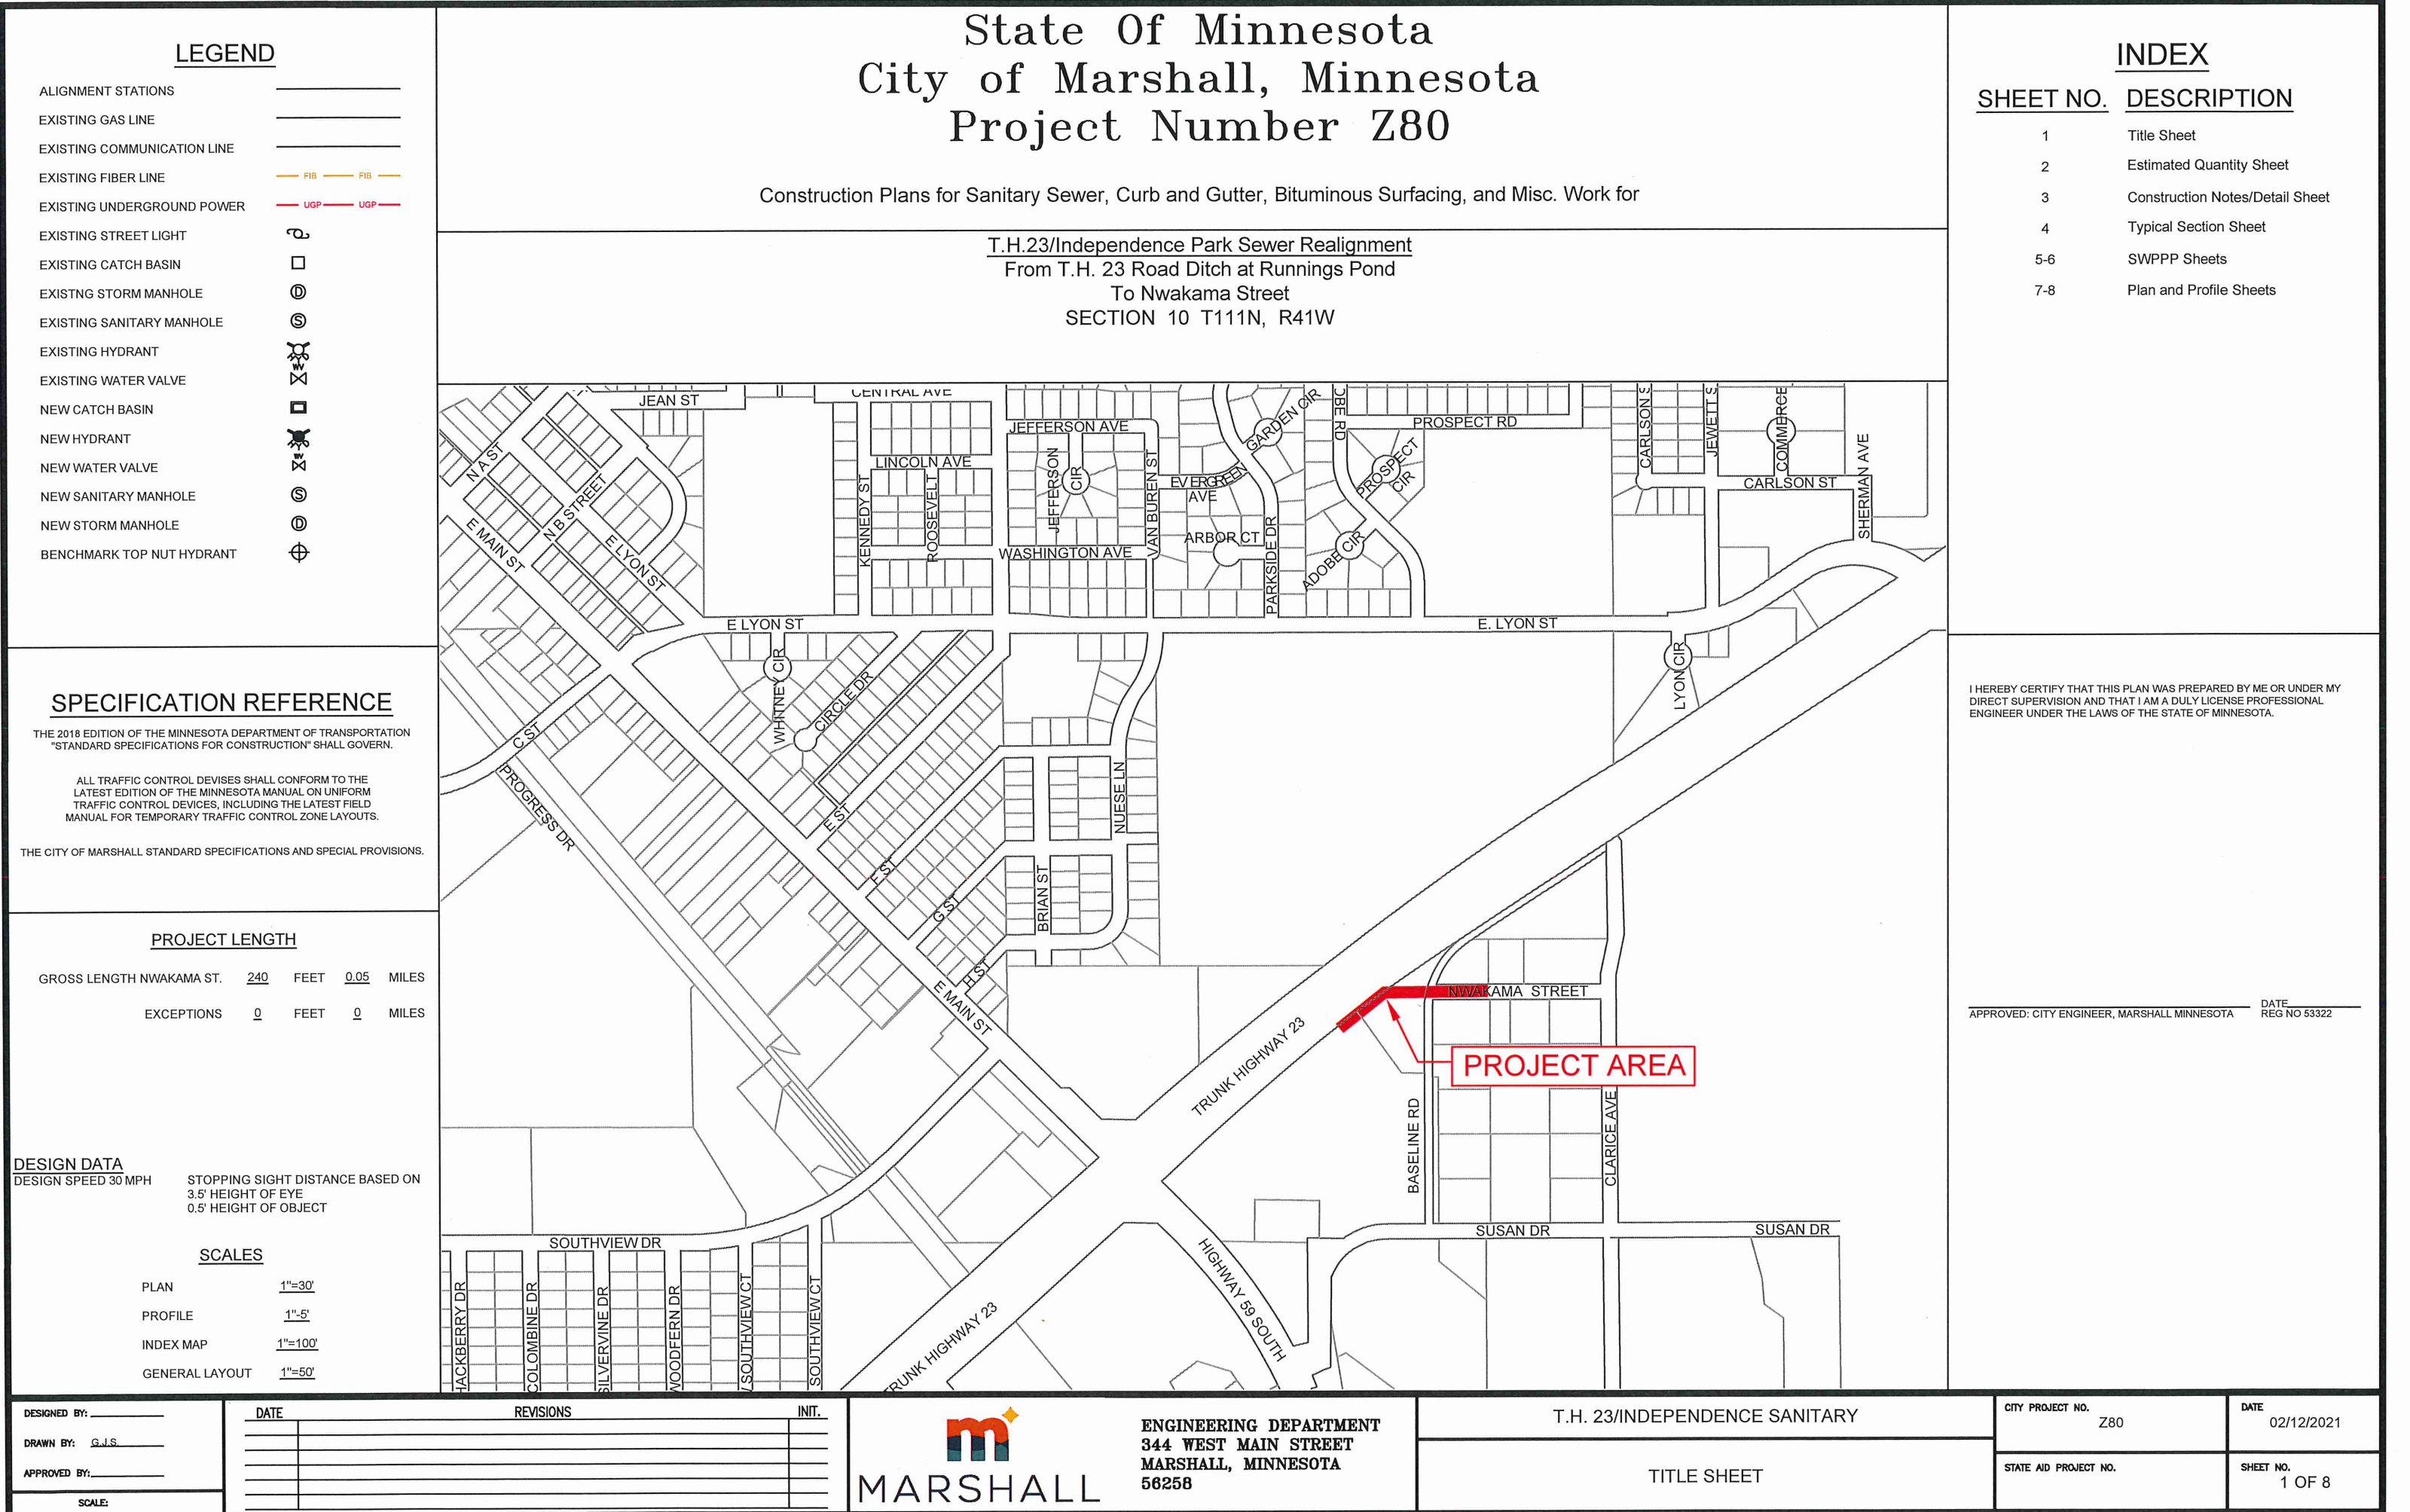 LEGEND
ALIGNMENT STATIONS
EXISTING GAS LINE
EXISTING COMMUNICATION LINE
EXISTING FIBER LINE FIB FIB
EXISTING UNDERGROUND POWER UGP UGP
EXISTING STREET LIGHT
EXISTING CATCH BASIN
EXISTNG STORM MANHOLE D
EXISTING SANITARY MANHOLE S
EXISTING HYDRANT
WV
EXISTING WATER VALVE
NEW CATCH BASIN
NEW HYDRANT
WV
NEW WATER VALVE
NEW SANITARY MANHOLE S
NEW STORM MANHOLE D
BENCHMARK TOP NUT HYDRANT
SPECIFICATION REFERENCE
THE 2018 EDITION OF THE MINNESOTA DEPARTMENT OF TRANSPORTATION
"STANDARD SPECIFICATIONS FOR CONSTRUCTION" SHALL GOVERN.
ALL TRAFFIC CONTROL DEVISES SHALL CONFORM TO THE
LATEST EDITION OF THE MINNESOTA MANUAL ON UNIFORM
TRAFFIC CONTROL DEVICES, INCLUDING THE LATEST FIELD
MANUAL FOR TEMPORARY TRAFFIC CONTROL ZONE LAYOUTS.
THE CITY OF MARSHALL STANDARD SPECIFICATIONS AND SPECIAL PROVISIONS.
PROJECT LENGTH
GROSS LENGTH NWAKAMA ST. 240 FEET 0.05 MILES
EXCEPTIONS 0 FEET 0 MILES
DESIGN DATA
DESIGN SPEED 30 MPH STOPPING SIGHT DISTANCE BASED ON
3.5' HEIGHT OF EYE
0.5' HEIGHT OF OBJECT
SCALES
PLAN 1"=30'
PROFILE 1"-5'
INDEX MAP 1"=100'
GENERAL LAYOUT 1"=50'
State Of Minnesota
City of Marshall, Minnesota
Project Number Z80
Construction Plans for Sanitary Sewer, Curb and Gutter, Bituminous Surfacing, and Misc. Work for
T.H.23/Independence Park Sewer Realignment
From T.H. 23 Road Ditch at Runnings Pond
To Nwakama Street
SECTION 10 T111N, R41W
JEAN ST
CENTRAL AVE
JEFFERSON AVE
GARDEN CIR
OBE RD
PROSPECT RD
CARLSON S
JEWETT S
COMMERCE
SHERMAN AVE
N A ST
LINCOLN AVE
JEFFERSON
CIR
VAN BUREN ST
EVERGREEN
AVE
PROSPECT
CIR
CARLSON ST
N B STREET
KENNEDY ST
ROOSEVELT
E MAIN ST
E LYON ST
WASHINGTON AVE
ARBOR CT
PARKSIDE DR
ADOBE CIR
E LYON ST
E. LYON ST
WHITNEY CIR
CIRCLE DR
LYON CIR
C ST
PROGRESS DR
E ST
NUESE LN
F ST
G ST
BRIAN ST
H ST
E MAIN ST
NWAKAMA STREET
TRUNK HIGHWAY 23
PROJECT AREA
BASELINE RD
CLARICE AVE
SUSAN DR
SUSAN DR
SOUTHVIEW DR
HIGHWAY 59 SOUTH
HACKBERRY DR
COLOMBINE DR
SILVERVINE DR
WOODFERN DR
SOUTHVIEW CT
SOUTHVIEW CT
TRUNK HIGHWAY 23
INDEX
SHEET NO. DESCRIPTION
1 Title Sheet
2 Estimated Quantity Sheet
3 Construction Notes/Detail Sheet
4 Typical Section Sheet
5-6 SWPPP Sheets
7-8 Plan and Profile Sheets
I HEREBY CERTIFY THAT THIS PLAN WAS PREPARED BY ME OR UNDER MY
DIRECT SUPERVISION AND THAT I AM A DULY LICENSE PROFESSIONAL
ENGINEER UNDER THE LAWS OF THE STATE OF MINNESOTA.
DATE
APPROVED: CITY ENGINEER, MARSHALL MINNESOTA REG NO 53322
DESIGNED BY:
DRAWN BY: G.J.S.
APPROVED BY:
SCALE:
DATE REVISIONS INIT.
m
MARSHALL
ENGINEERING DEPARTMENT
344 WEST MAIN STREET
MARSHALL, MINNESOTA
56258
T.H. 23/INDEPENDENCE SANITARY
TITLE SHEET
CITY PROJECT NO.
Z80
DATE
02/12/2021
STATE AID PROJECT NO.
SHEET NO.
1 OF 8